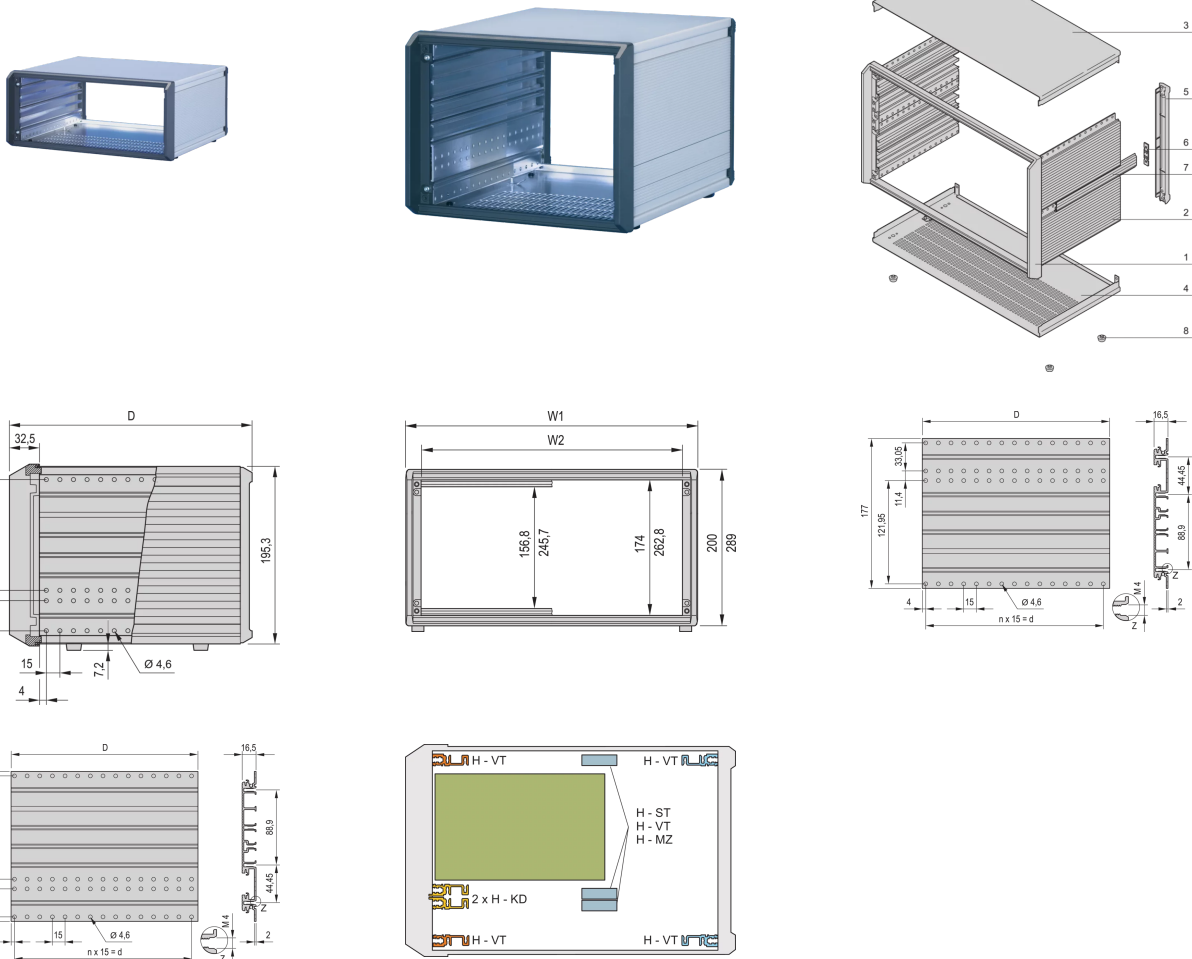 3
5
6
7
2
1
4
8
D
32,5
195,3
15
4
7,2
Ø 4,6
W1
W2
156,8
245,7
174
262,8
200
289
D
16,5
177
33,05
11,4
121,95
44,45
88,9
Z
M 4
4
15
Ø 4,6
n x 15 = d
Z
2
D
16,5
88,9
44,45
Z
M 4
15
Ø 4,6
n x 15 = d
2
H - VT
H - VT
H - ST
H - VT
H - MZ
2 x H - KD
H - VT
H - VT